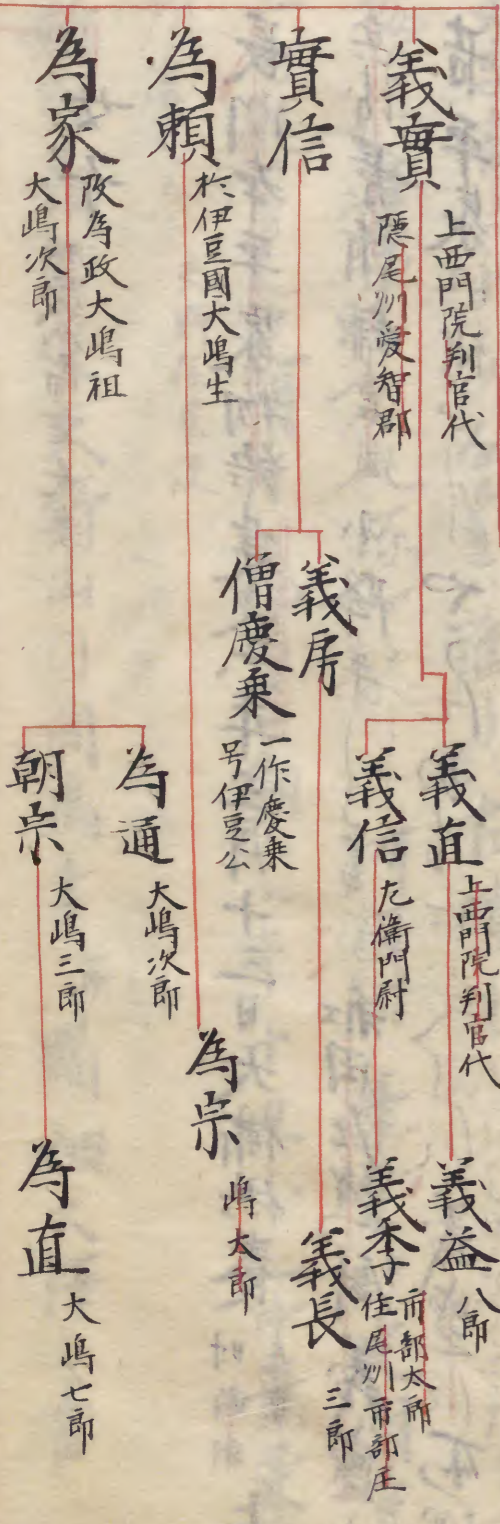 義實
上西門院判官代
隠尾州愛智郡
義直
上西門院判官代
義益
八郎
義信
左衛門尉
義季
市部太郎
住尾州市部庄
實信
義房
義長
三郎
僧慶乗
一作慶乗
号伊豆公
為頼
於伊豆國大嶋生
為宗
嶋太郎
為家
改為政大嶋祖
大嶋次郎
為通
大嶋次郎
朝宗
大嶋三郎
為直
大嶋七郎